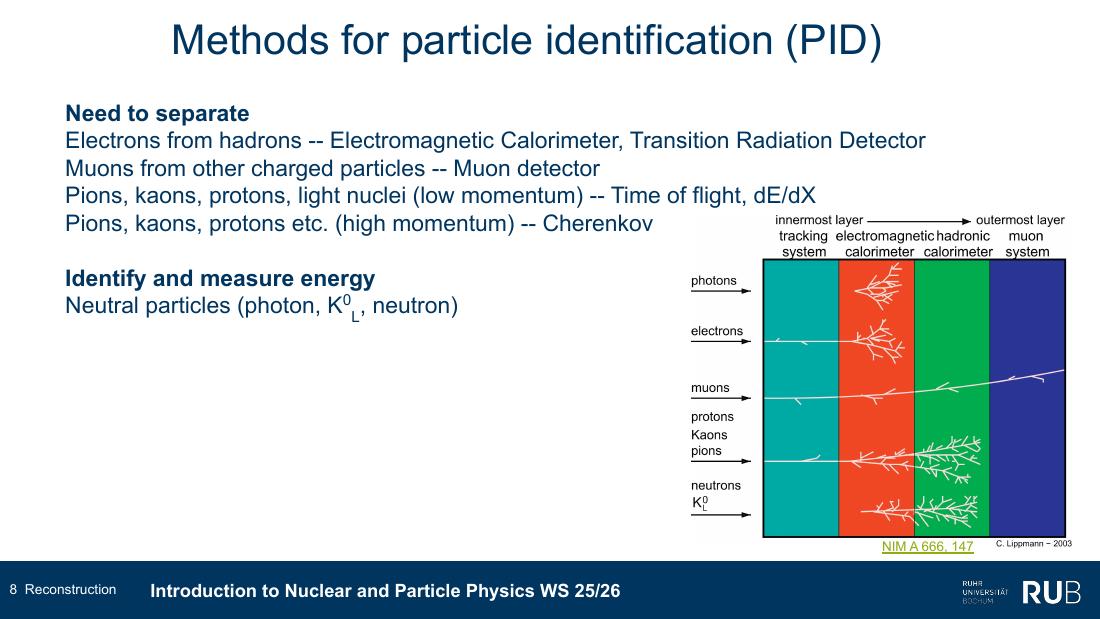 Methods for particle identification (PID)
Need to separate
Electrons from hadrons -- Electromagnetic Calorimeter, Transition Radiation Detector
Muons from other charged particles -- Muon detector
Pions, kaons, protons, light nuclei (low momentum) -- Time of flight, dE/dX
Pions, kaons, protons etc. (high momentum) -- Cherenkov
Identify and measure energy
Neutral particles (photon, K⁰L, neutron)
innermost layer outermost layer
tracking electromagnetic hadronic muon
system calorimeter calorimeter system
photons
electrons
muons
protons
Kaons
pions
neutrons
K⁰L
NIM A 666, 147
C. Lippmann – 2003
8 Reconstruction
Introduction to Nuclear and Particle Physics WS 25/26
RUHR
UNIVERSITÄT
BOCHUM
RUB